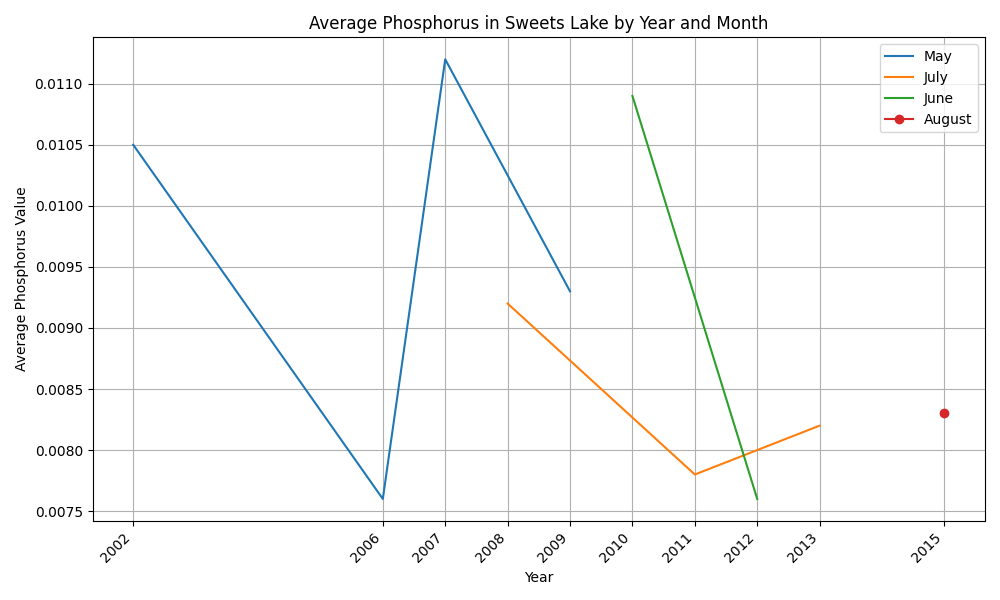 Average Phosphorus in Sweets Lake by Year and Month
May
July
June
August
Average Phosphorus Value
0.0110
0.0105
0.0100
0.0095
0.0090
0.0085
0.0080
0.0075
2002
2006
2007
2008
2009
2010
2011
2012
2013
2015
Year